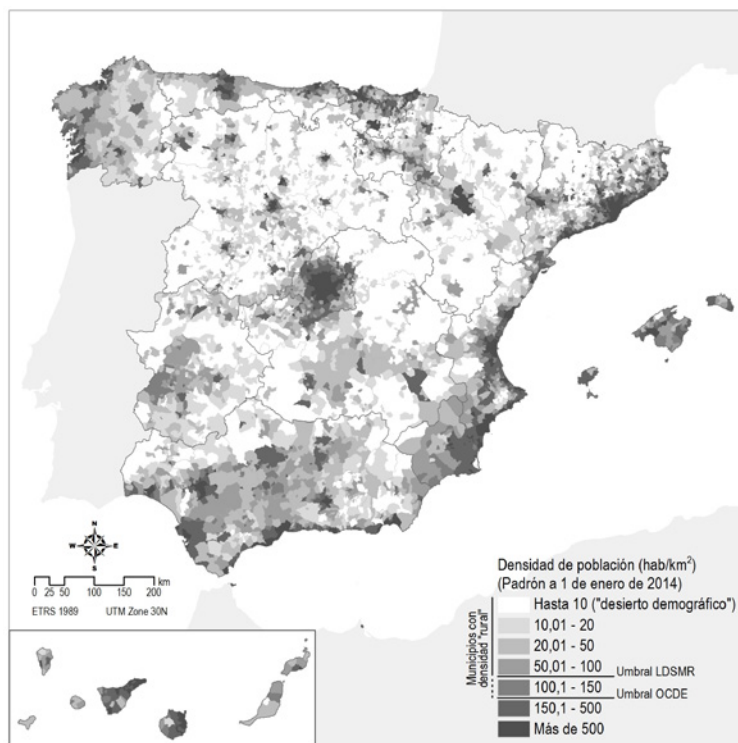 N
W E
S
0 25 50 100 150 200
km
ETRS 1989 UTM Zone 30N
Densidad de población (hab/km²)
(Padrón a 1 de enero de 2014)
Municipios con
densidad "rural"
Hasta 10 ("desierto demográfico")
10,01 - 20
20,01 - 50
50,01 - 100
Umbral LDSMR
100,1 - 150
Umbral OCDE
150,1 - 500
Más de 500